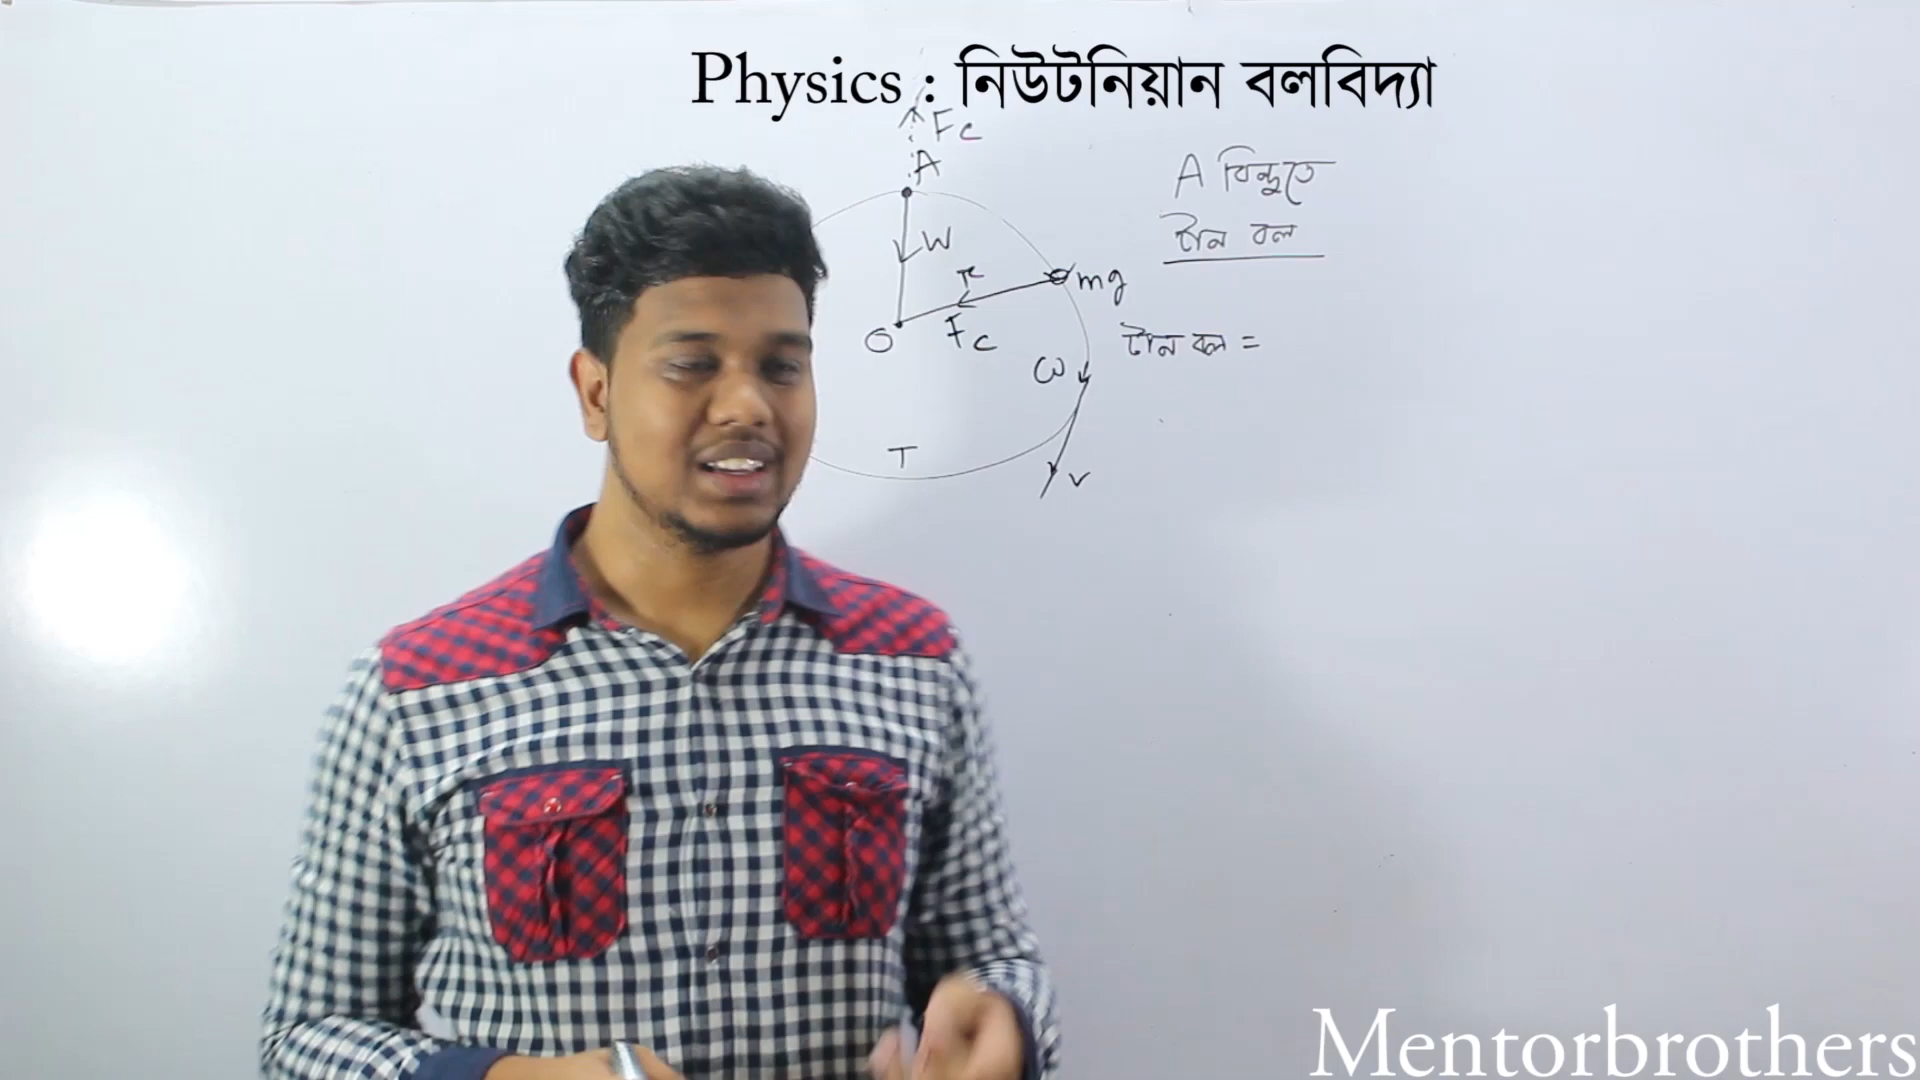 Physics : নিউটনিয়ান বলবিদ্যা
Fc
A
A বিন্দুতে
টান বল
W
r
mg
O
Fc
টান বল =
ω
T
v
Mentorbrothers